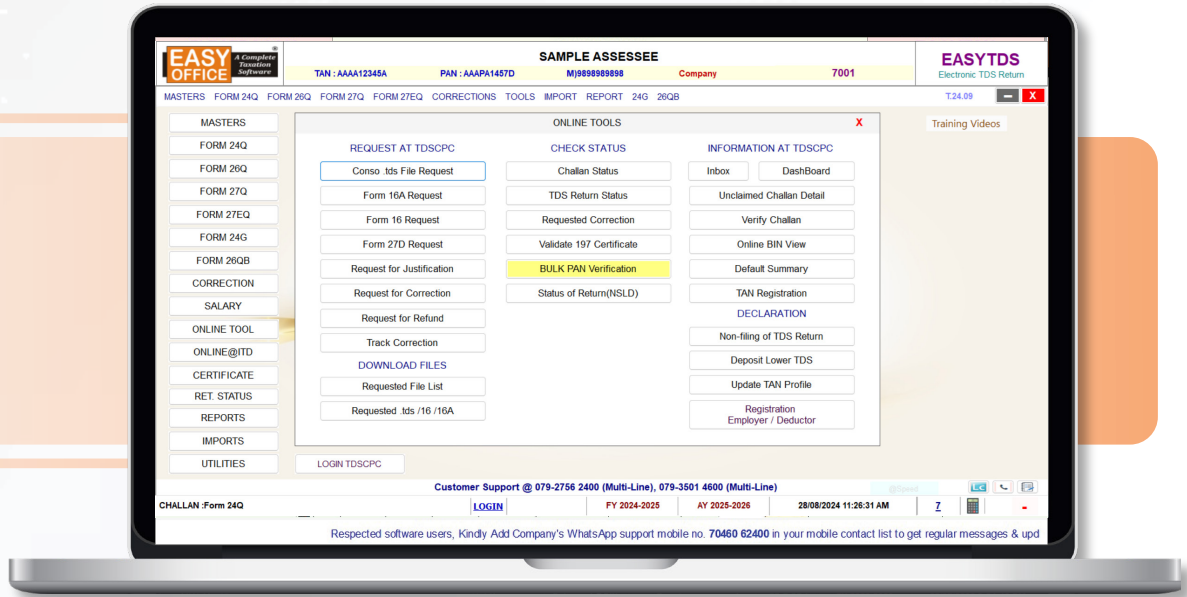 EASY OFFICE A Complete Taxation Software ®
SAMPLE ASSESSEE
TAN : AAAA12345A PAN : AAAPA1457D M)9898989898 Company 7001
EASYTDS
Electronic TDS Return
MASTERS FORM 24Q FORM 26Q FORM 27Q FORM 27EQ CORRECTIONS TOOLS IMPORT REPORT 24G 26QB T.24.09 X
MASTERS
FORM 24Q
FORM 26Q
FORM 27Q
FORM 27EQ
FORM 24G
FORM 26QB
CORRECTION
SALARY
ONLINE TOOL
ONLINE@ITD
CERTIFICATE
RET. STATUS
REPORTS
IMPORTS
UTILITIES
ONLINE TOOLS X
REQUEST AT TDSCPC
Conso .tds File Request
Form 16A Request
Form 16 Request
Form 27D Request
Request for Justification
Request for Correction
Request for Refund
Track Correction
DOWNLOAD FILES
Requested File List
Requested .tds /16 /16A
CHECK STATUS
Challan Status
TDS Return Status
Requested Correction
Validate 197 Certificate
BULK PAN Verification
Status of Return(NSLD)
INFORMATION AT TDSCPC
Inbox DashBoard
Unclaimed Challan Detail
Verify Challan
Online BIN View
Default Summary
TAN Registration
DECLARATION
Non-filing of TDS Return
Deposit Lower TDS
Update TAN Profile
Registration
Employer / Deductor
Training Videos
LOGIN TDSCPC
Customer Support @ 079-2756 2400 (Multi-Line), 079-3501 4600 (Multi-Line)
CHALLAN :Form 24Q LOGIN FY 2024-2025 AY 2025-2026 28/08/2024 11:26:31 AM 7 -
Respected software users, Kindly Add Company's WhatsApp support mobile no. 70460 62400 in your mobile contact list to get regular messages & upd